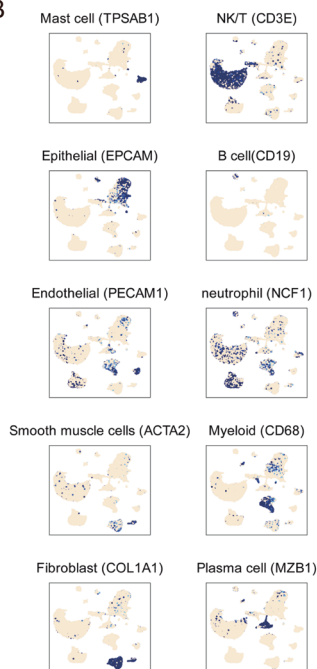 B
Mast cell (TPSAB1)
NK/T (CD3E)
Epithelial (EPCAM)
B cell(CD19)
Endothelial (PECAM1)
neutrophil (NCF1)
Smooth muscle cells (ACTA2)
Myeloid (CD68)
Fibroblast (COL1A1)
Plasma cell (MZB1)